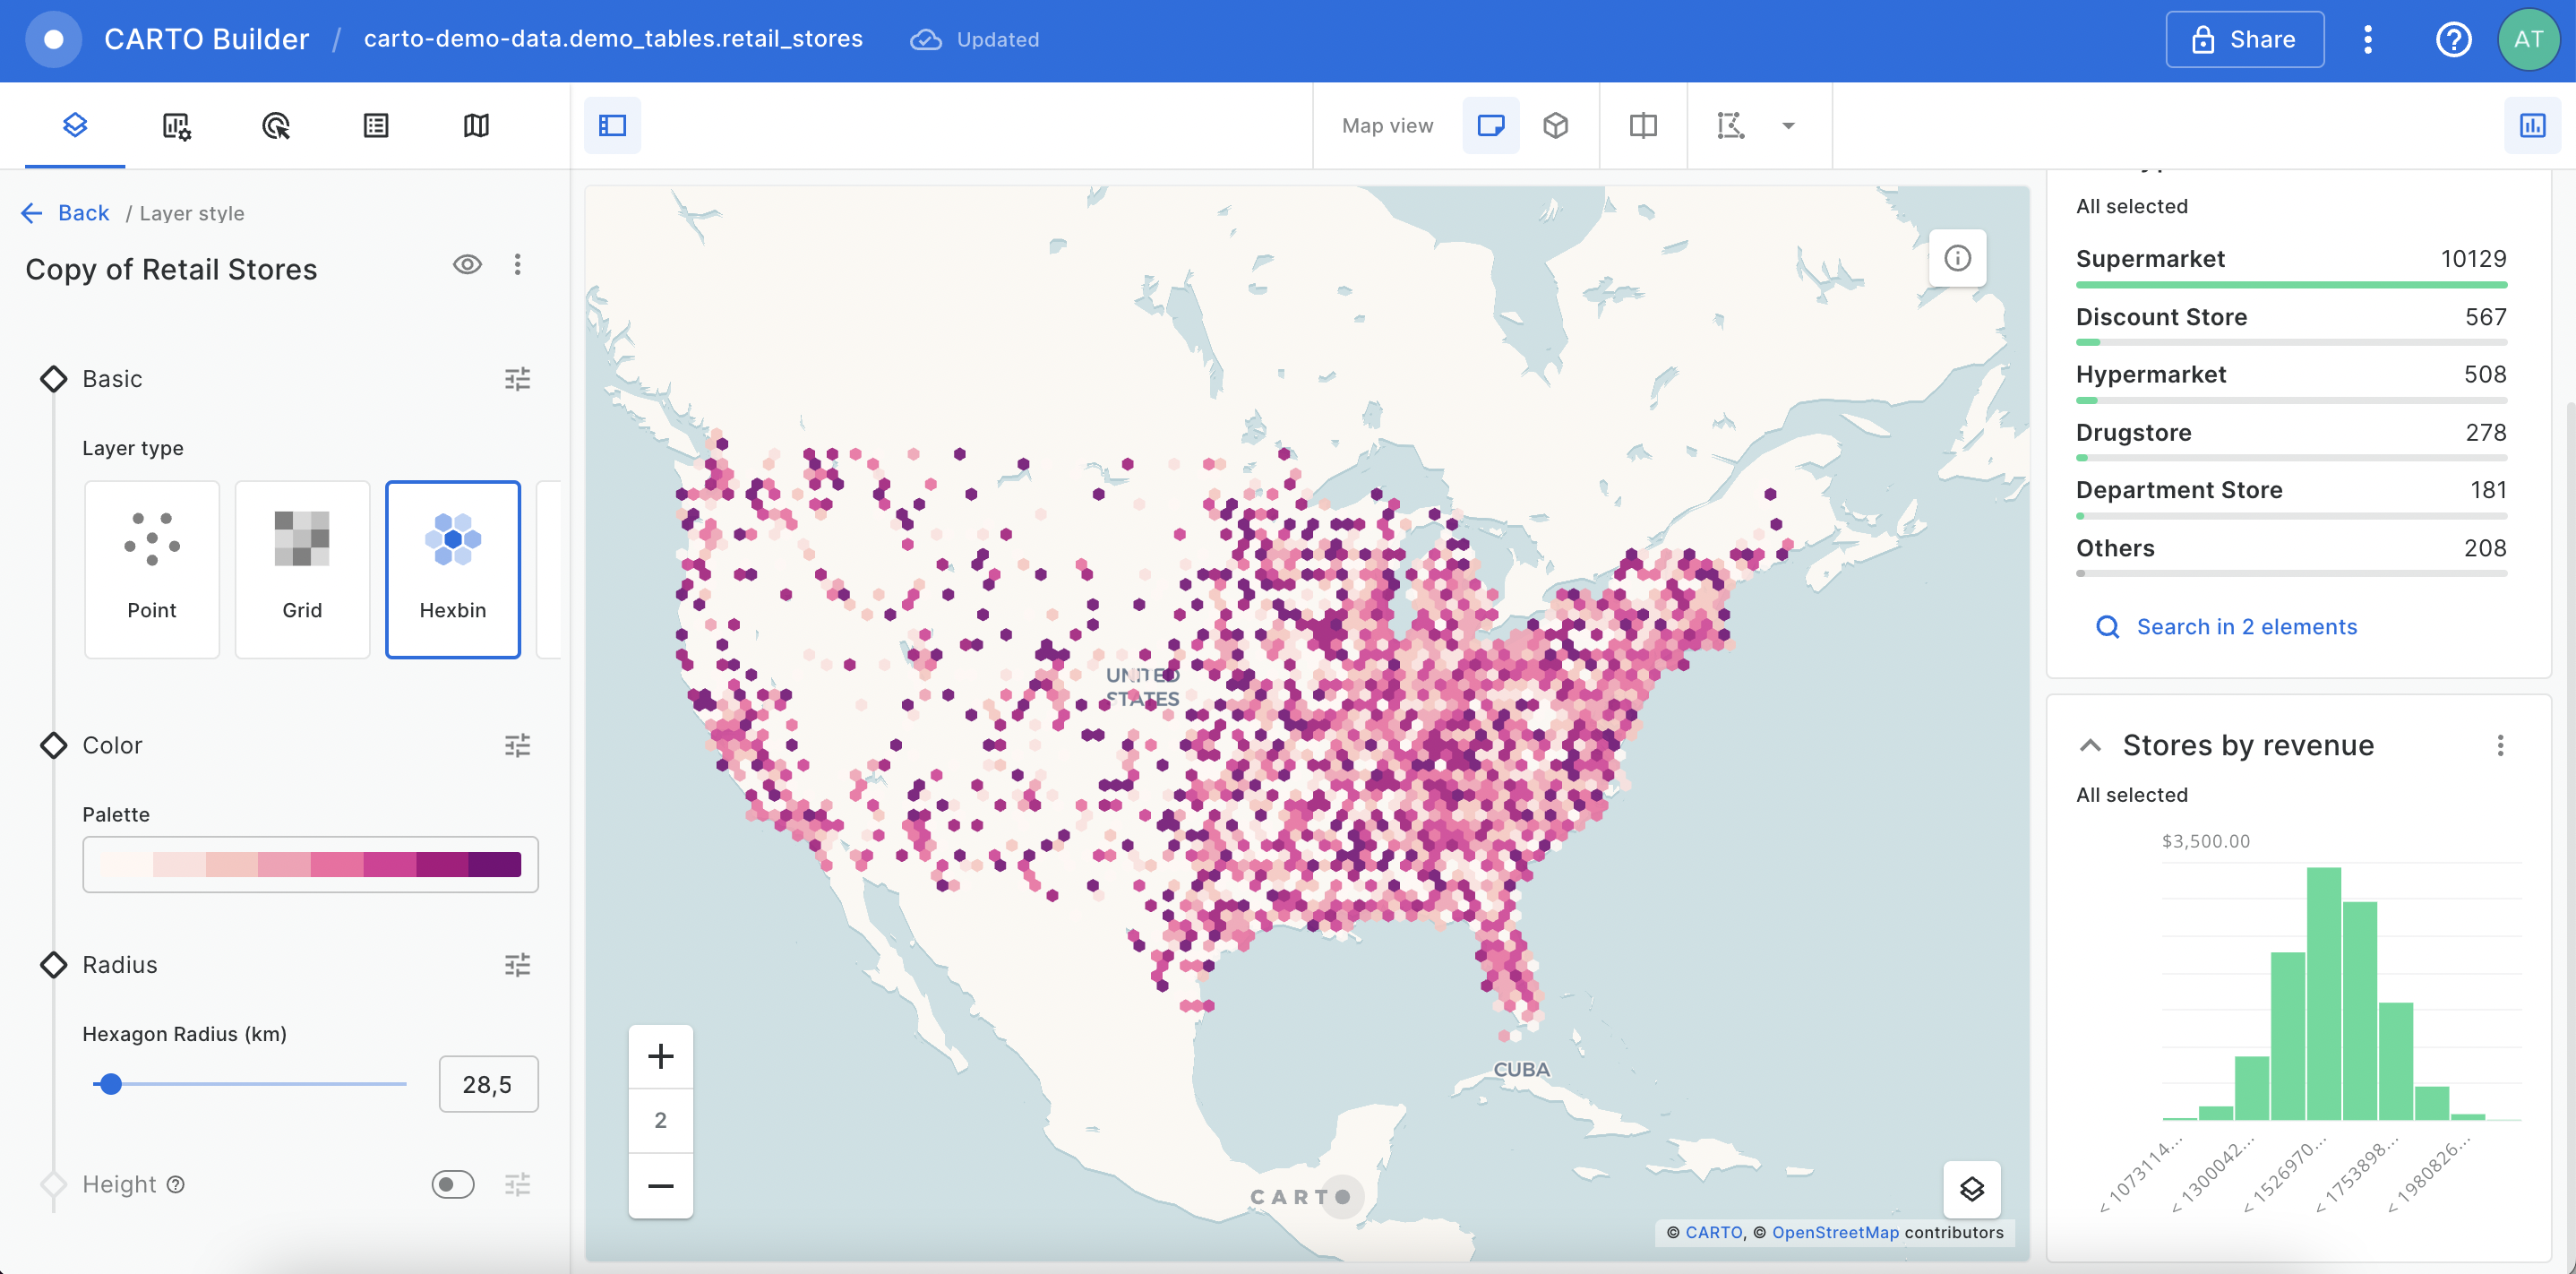 CARTO Builder / carto-demo-data.demo_tables.retail_stores Updated Share AT
Map view
Back / Layer style
Copy of Retail Stores
Basic
Layer type
Point Grid Hexbin
Color
Palette
Radius
Hexagon Radius (km)
28,5
Height
UNITED
STATES
CUBA
2
CARTO
© CARTO, © OpenStreetMap contributors
All selected
Supermarket 10129
Discount Store 567
Hypermarket 508
Drugstore 278
Department Store 181
Others 208
Search in 2 elements
Stores by revenue
All selected
$3,500.00
< 1073114... < 1300042... < 1526970... < 1753898... < 1980826...